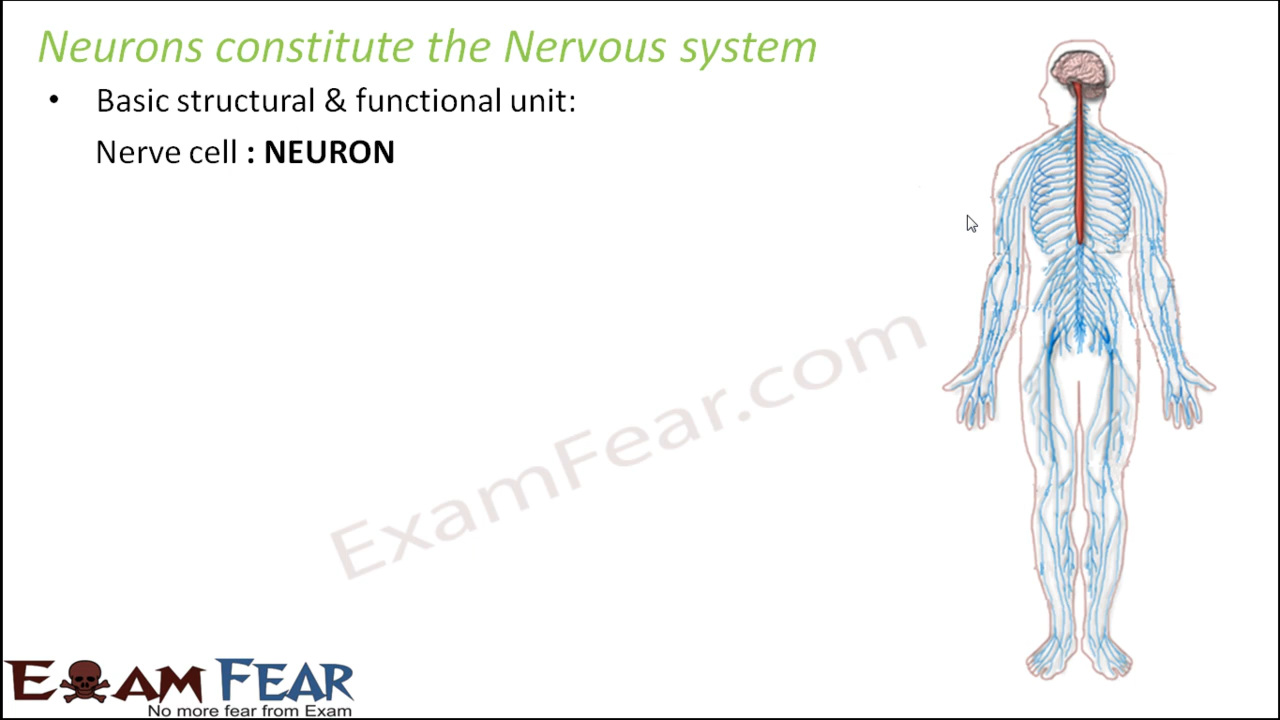 Neurons constitute the Nervous system
• Basic structural & functional unit:
Nerve cell : NEURON
ExamFear.com
EXAM FEAR
No more fear from Exam